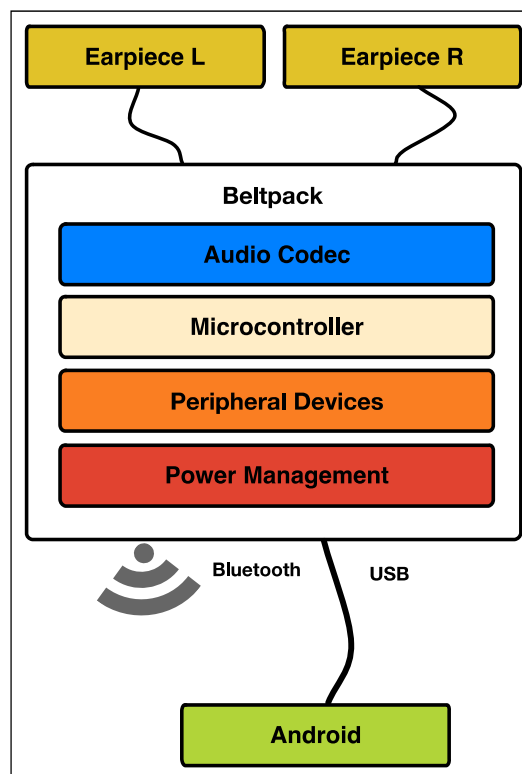 Earpiece L
Earpiece R
Beltpack
Audio Codec
Microcontroller
Peripheral Devices
Power Management
Bluetooth
USB
Android